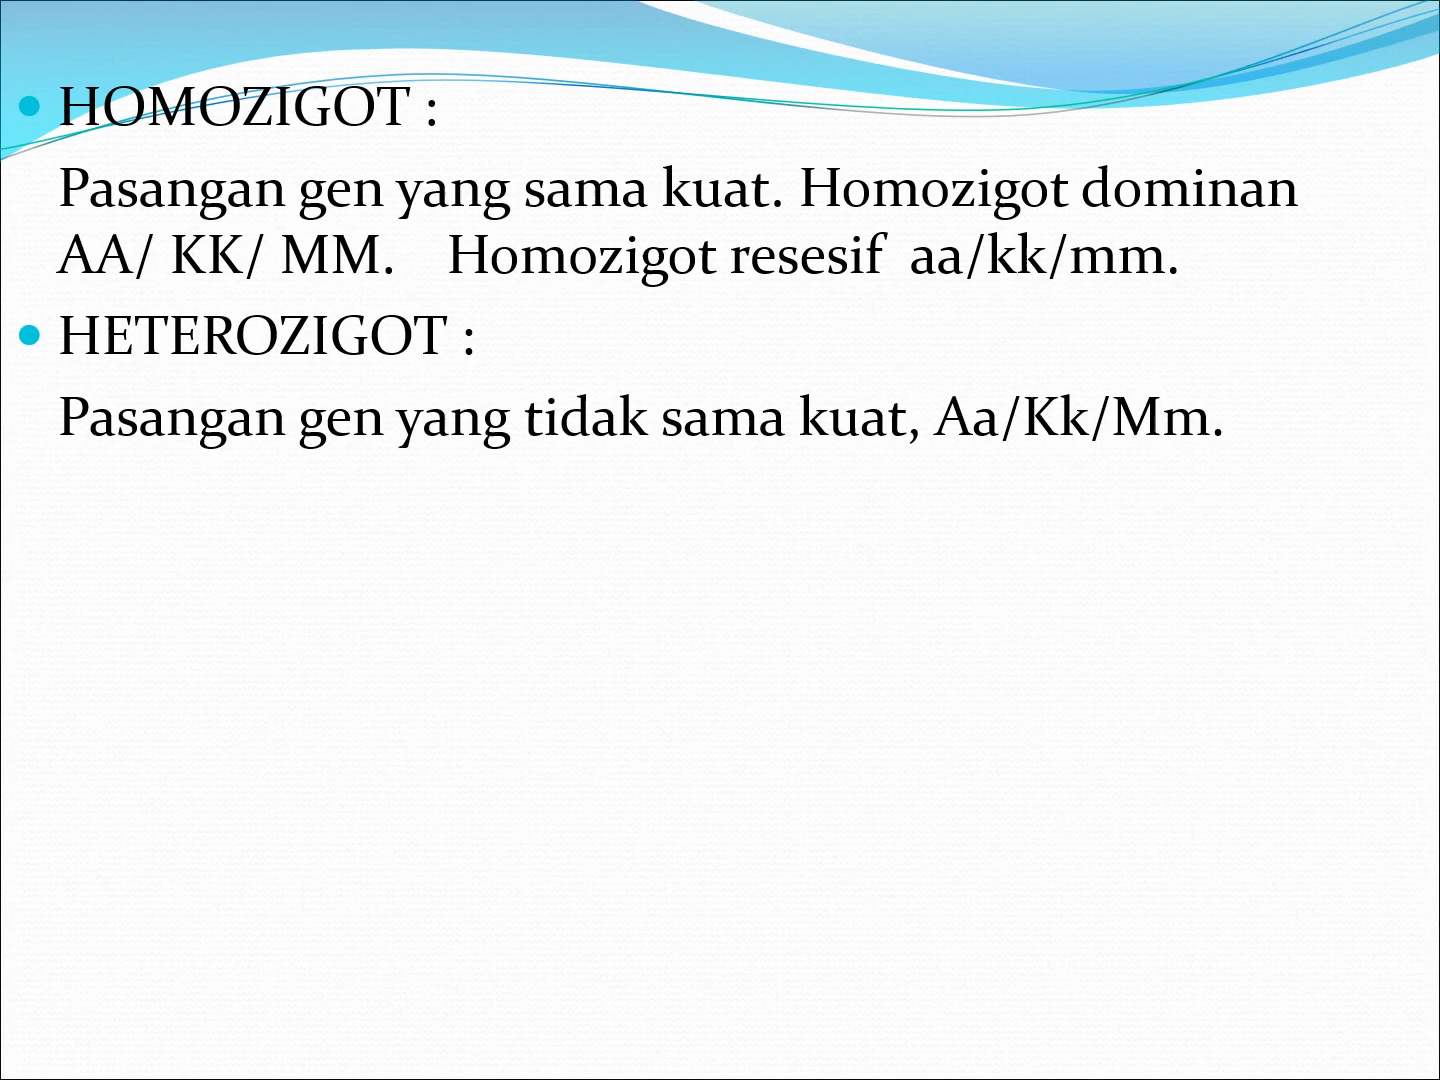 HOMOZIGOT :
Pasangan gen yang sama kuat. Homozigot dominan
AA/ KK/ MM. Homozigot resesif aa/kk/mm.
HETEROZIGOT :
Pasangan gen yang tidak sama kuat, Aa/Kk/Mm.